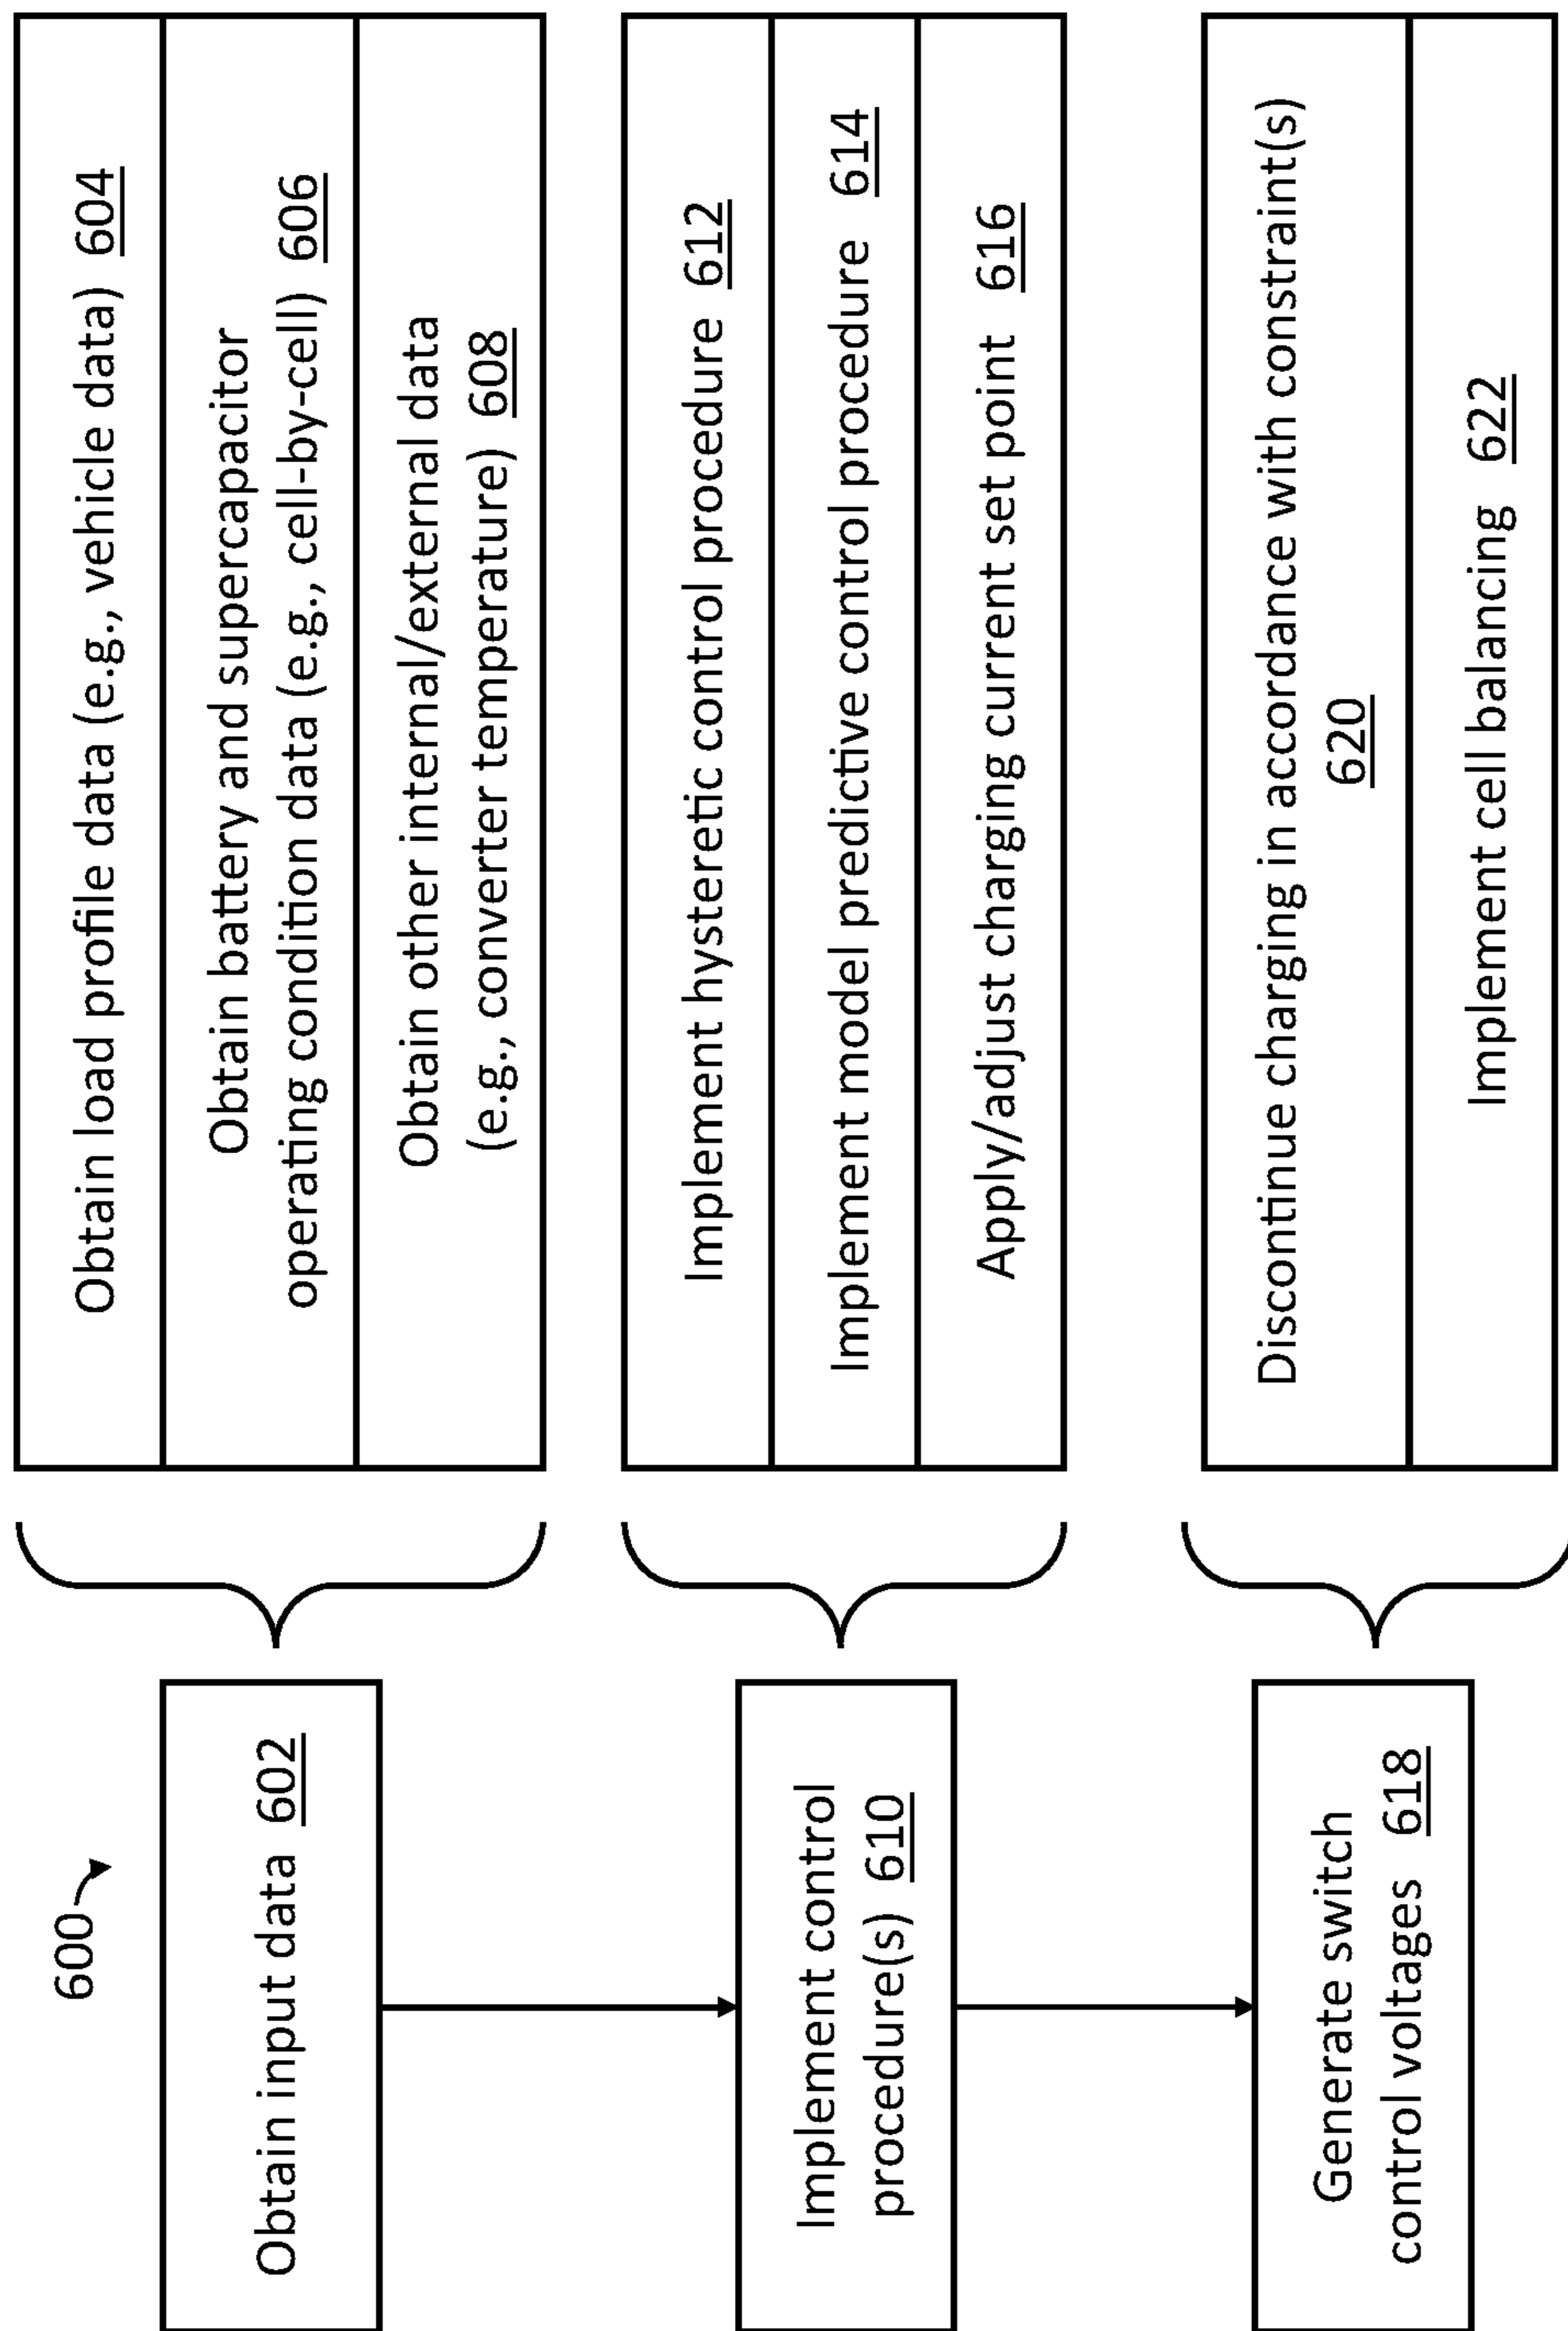 600
Obtain input data 602
Obtain load profile data (e.g., vehicle data) 604
Obtain battery and supercapacitor
operating condition data (e.g., cell-by-cell) 606
Obtain other internal/external data
(e.g., converter temperature) 608
Implement control
procedure(s) 610
Implement hysteretic control procedure 612
Implement model predictive control procedure 614
Apply/adjust charging current set point 616
Generate switch
control voltages 618
Discontinue charging in accordance with constraint(s)
620
Implement cell balancing 622